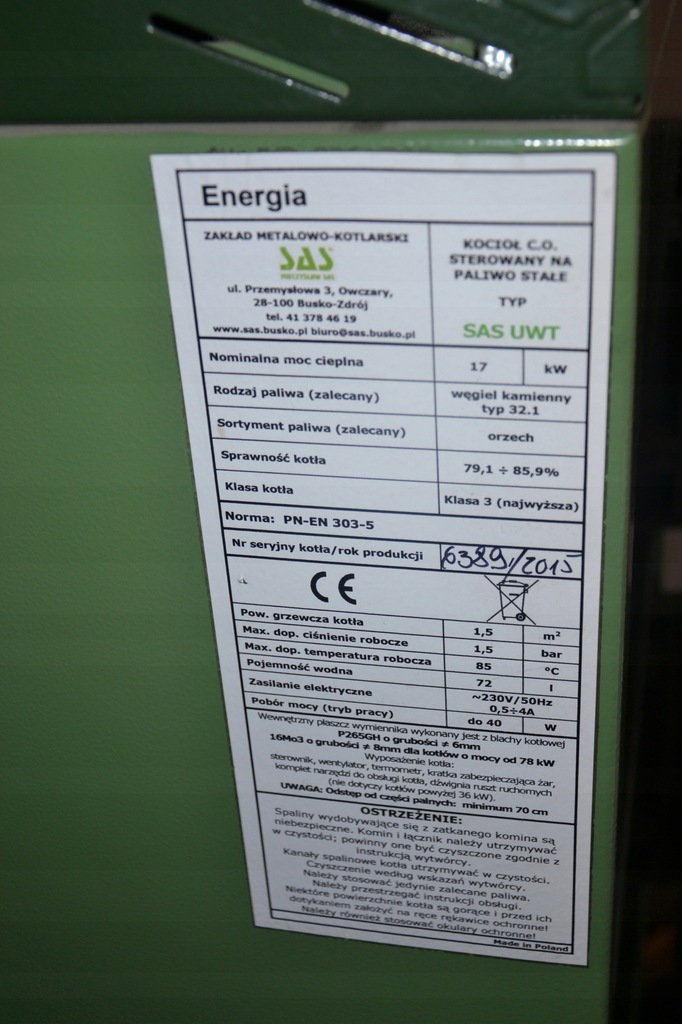 Energia
ZAKŁAD METALOWO-KOTLARSKI
SAS
MIECZYSŁAW SAS
ul. Przemysłowa 3, Owczary,
28-100 Busko-Zdrój
tel. 41 378 46 19
www.sas.busko.pl biuro@sas.busko.pl
KOCIOŁ C.O.
STEROWANY NA
PALIWO STAŁE
TYP
SAS UWT
Nominalna moc cieplna 17 kW
Rodzaj paliwa (zalecany) węgiel kamienny
typ 32.1
Sortyment paliwa (zalecany) orzech
Sprawność kotła 79,1 ÷ 85,9%
Klasa kotła Klasa 3 (najwyższa)
Norma: PN-EN 303-5
Nr seryjny kotła/rok produkcji 6389/2015
CE
Pow. grzewcza kotła 1,5 m²
Max. dop. ciśnienie robocze 1,5 bar
Max. dop. temperatura robocza 85 °C
Pojemność wodna 72 l
Zasilanie elektryczne ~230V/50Hz
0,5÷4A
Pobór mocy (tryb pracy) do 40 W
Wewnętrzny płaszcz wymiennika wykonany jest z blachy kotłowej
P265GH o grubości ≠ 6mm
16Mo3 o grubości ≠ 8mm dla kotłów o mocy od 78 kW
Wyposażenie kotła:
sterownik, wentylator, termometr, kratka zabezpieczająca żar,
komplet narzędzi do obsługi kotła, dźwignia ruszt ruchomych
(nie dotyczy kotłów powyżej 36 kW).
UWAGA: Odstęp od części palnych: minimum 70 cm
OSTRZEŻENIE:
Spaliny wydobywające się z zatkanego komina są
niebezpieczne. Komin i łącznik należy utrzymywać
w czystości; powinny one być czyszczone zgodnie z
instrukcją wytwórcy.
Kanały spalinowe kotła utrzymywać w czystości.
Czyszczenie według wskazań wytwórcy.
Należy stosować jedynie zalecane paliwa.
Należy przestrzegać instrukcji obsługi.
Niektóre powierzchnie kotła są gorące i przed ich
dotykaniem założyć na ręce rękawice ochronne!
Należy również stosować okulary ochronne!
Made in Poland